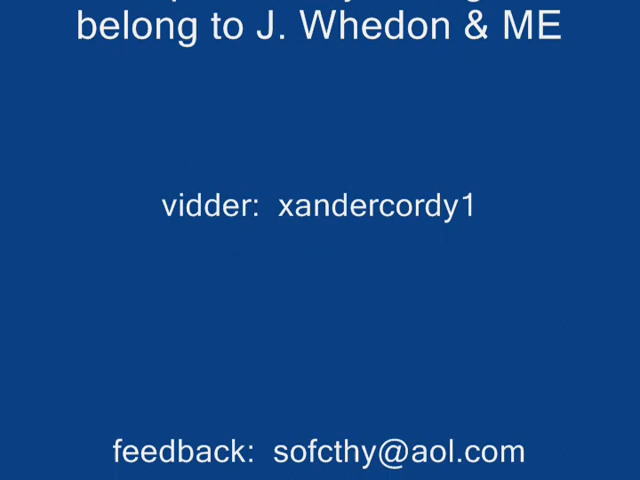 belong to J. Whedon & ME
vidder: xandercordy1
feedback: sofcthy@aol.com